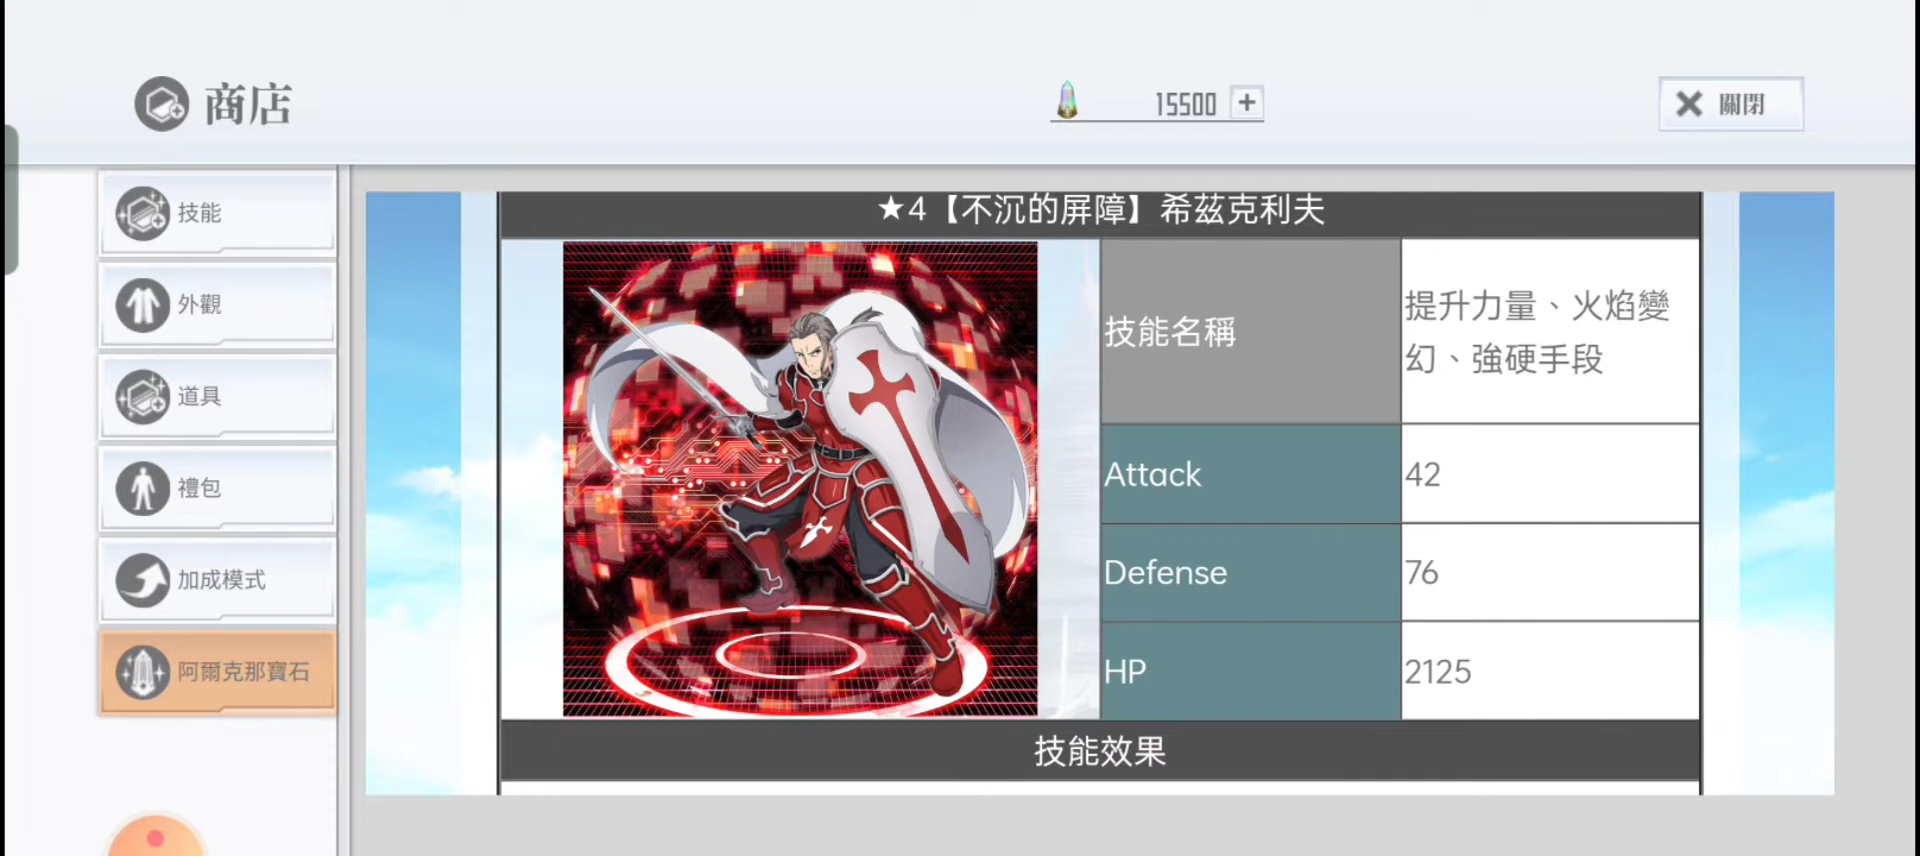 商店
15500
關閉
技能
外觀
道具
禮包
加成模式
阿爾克那寶石
★4【不沉的屏障】希茲克利夫
技能名稱
提升力量、火焰變
幻、強硬手段
Attack
42
Defense
76
HP
2125
技能效果